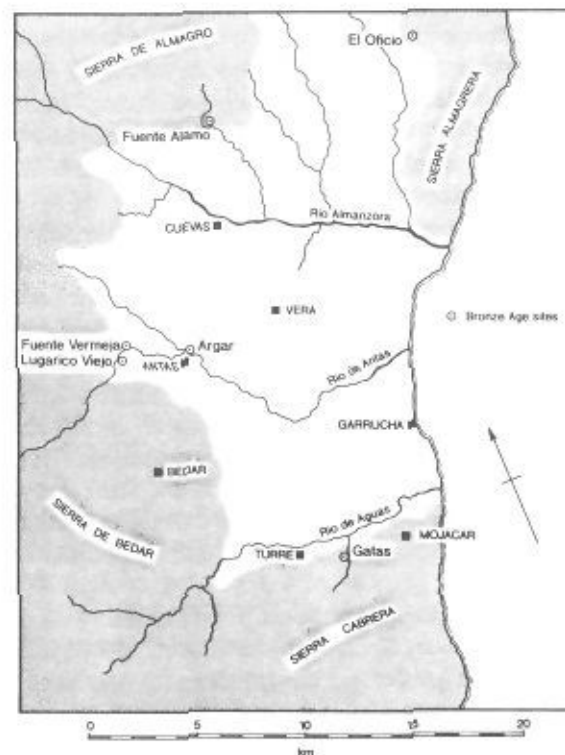 El Oficio
SIERRA DE ALMAGRO
SIERRA ALMAGRERA
Fuente Alamo
Rio Almanzora
CUEVAS
VERA
Bronze Age sites
Fuente Vermeja
Argar
Lugarico Viejo
ANTAS
Rio de Antas
GARRUCHA
BEDAR
SIERRA DE BEDAR
Rio de Aguas
MOJACAR
TURRE
Gatas
SIERRA CABRERA
0 5 10 15 20
km